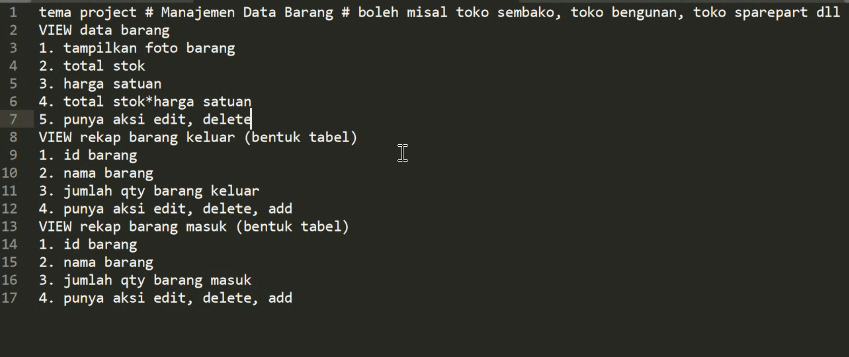 1 tema project # Manajemen Data Barang # boleh misal toko sembako, toko bengunan, toko sparepart dll
2 VIEW data barang
3 1. tampilkan foto barang
4 2. total stok
5 3. harga satuan
6 4. total stok*harga satuan
7 5. punya aksi edit, delete
8 VIEW rekap barang keluar (bentuk tabel)
9 1. id barang
10 2. nama barang
11 3. jumlah qty barang keluar
12 4. punya aksi edit, delete, add
13 VIEW rekap barang masuk (bentuk tabel)
14 1. id barang
15 2. nama barang
16 3. jumlah qty barang masuk
17 4. punya aksi edit, delete, add